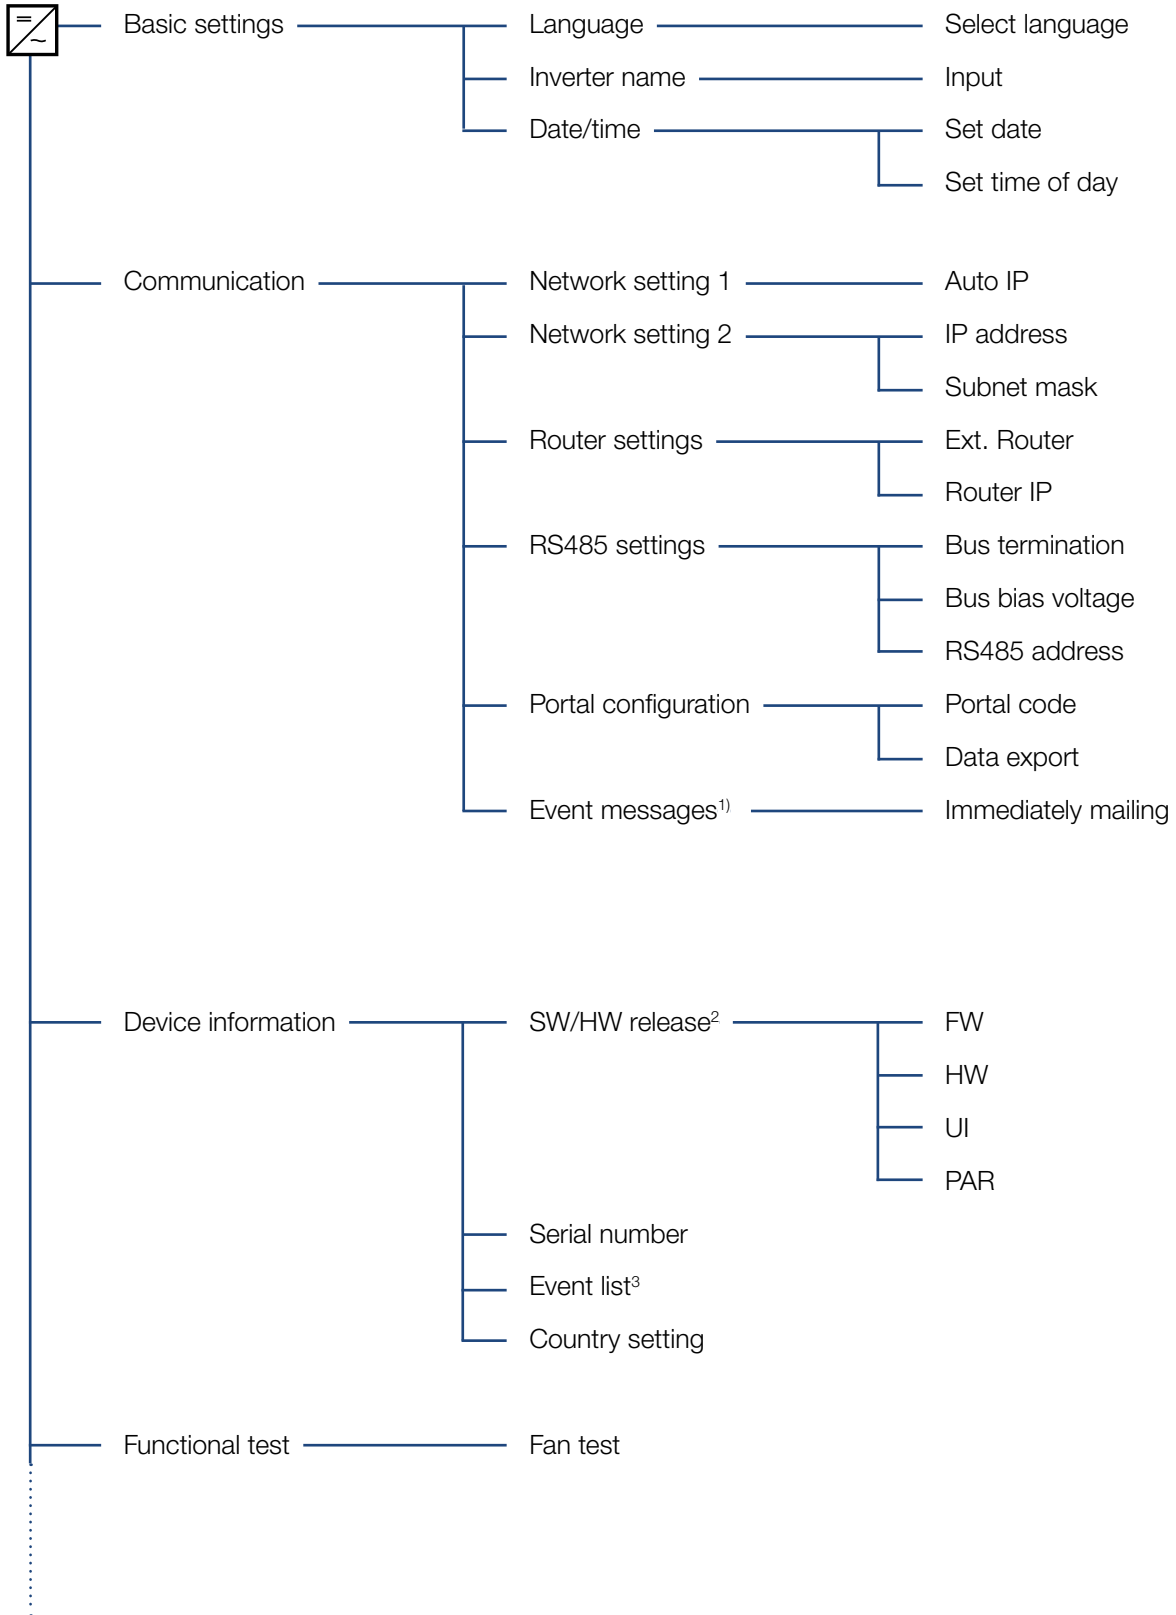 Basic settings Language Select language
Inverter name Input
Date/time Set date
Set time of day
Communication Network setting 1 Auto IP
Network setting 2 IP address
Subnet mask
Router settings Ext. Router
Router IP
RS485 settings Bus termination
Bus bias voltage
RS485 address
Portal configuration Portal code
Data export
Event messages¹⁾ Immediately mailing
Device information SW/HW release² FW
HW
UI
PAR
Serial number
Event list³
Country setting
Functional test Fan test